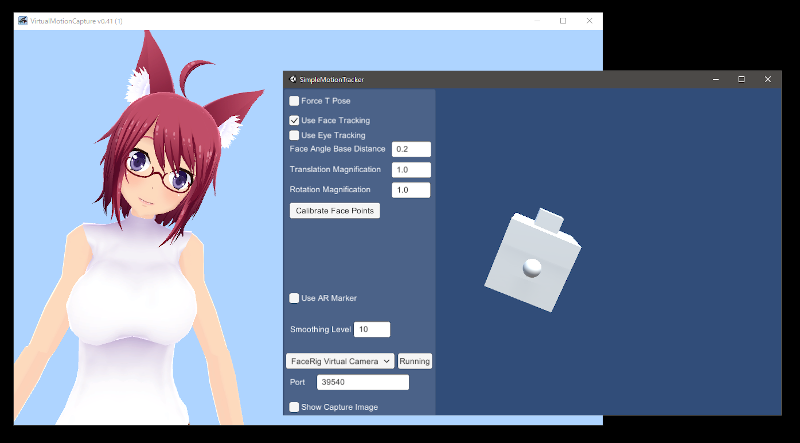 VirtualMotionCapture v0.41 (1)
SimpleMotionTracker
Force T Pose
Use Face Tracking
Use Eye Tracking
Face Angle Base Distance 0.2
Translation Magnification 1.0
Rotation Magnification 1.0
Calibrate Face Points
Use AR Marker
Smoothing Level 10
FaceRig Virtual Camera Running
Port 39540
Show Capture Image